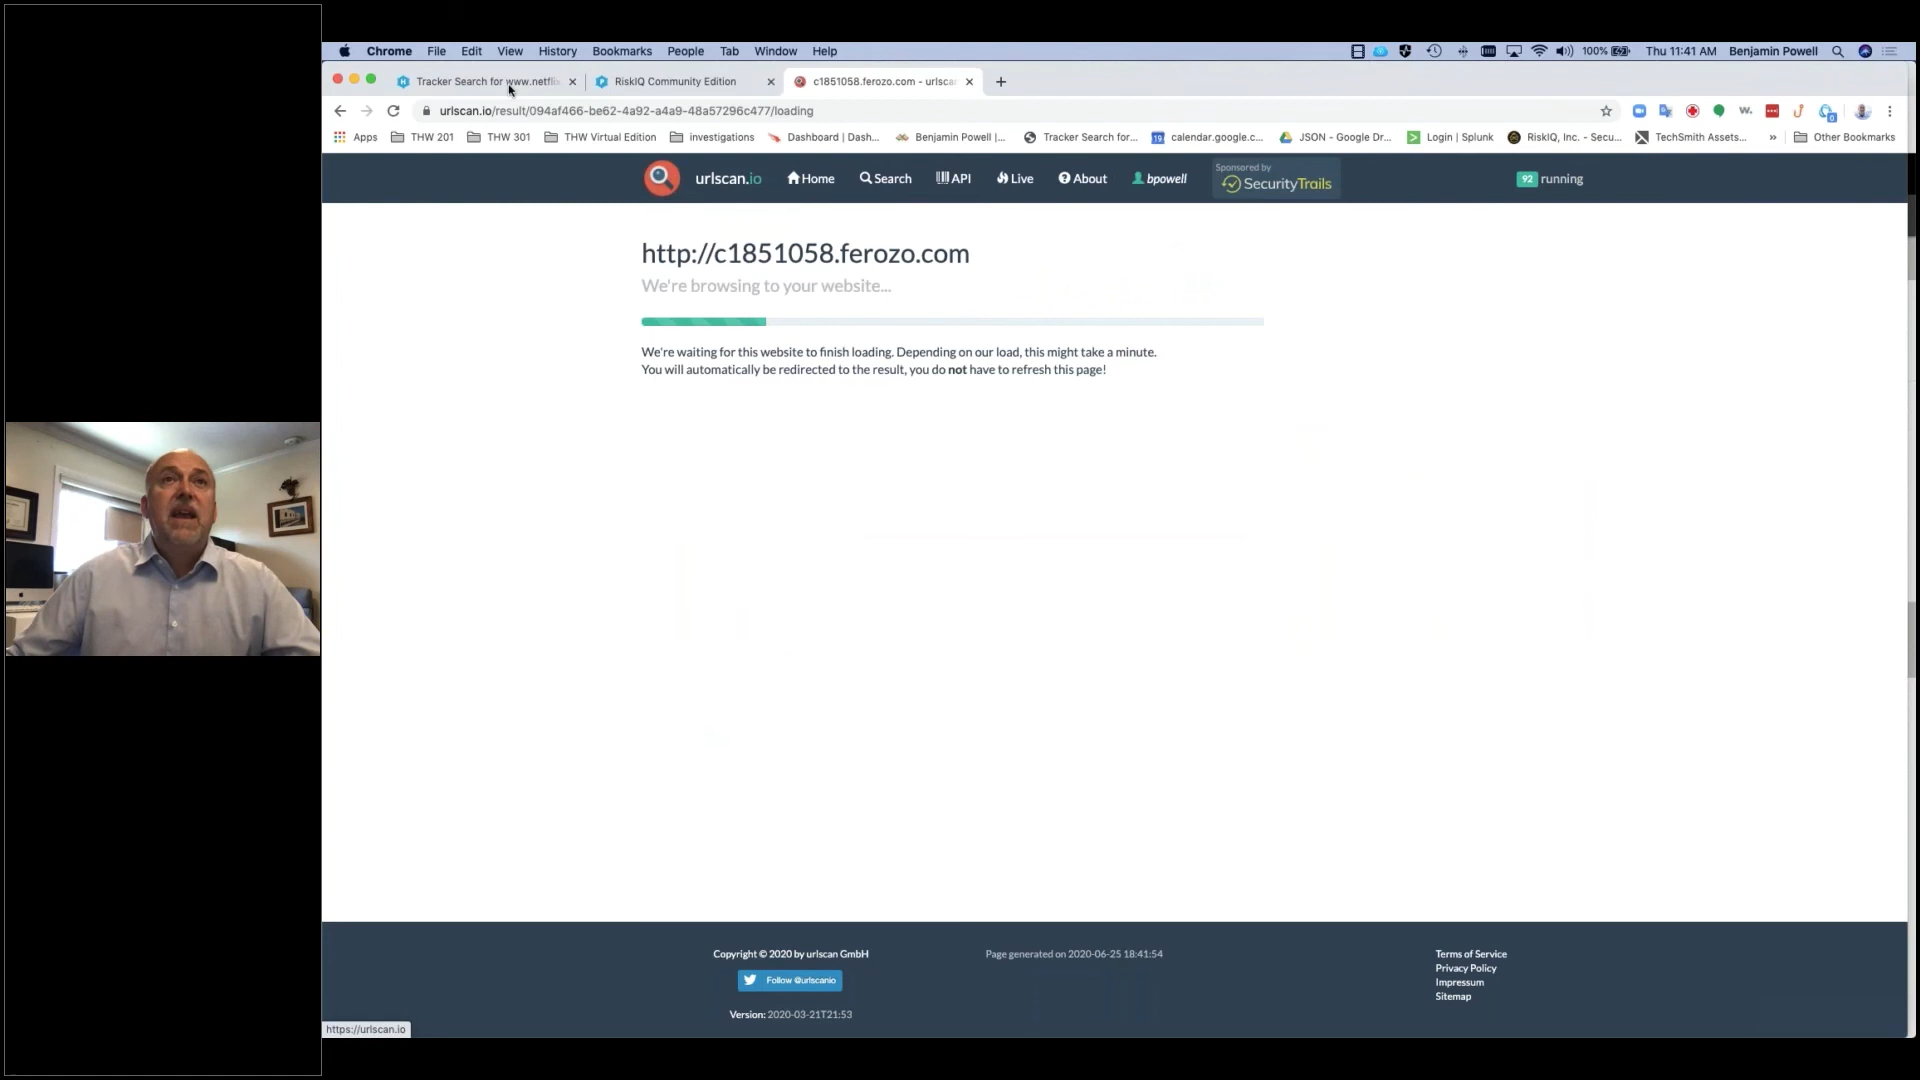 Chrome File Edit View History Bookmarks People Tab Window Help
100% Thu 11:41 AM Benjamin Powell
Tracker Search for www.netflix
RiskIQ Community Edition
c1851058.ferozo.com - urlscan
urlscan.io/result/094af466-be62-4a92-a4a9-48a57296c477/loading
Apps THW 201 THW 301 THW Virtual Edition investigations Dashboard | Dash... Benjamin Powell |... Tracker Search for... calendar.google.c... JSON - Google Dr... Login | Splunk RiskIQ, Inc. - Secu... TechSmith Assets... » Other Bookmarks
urlscan.io Home Search API Live About bpowell
Sponsored by
SecurityTrails
92 running
http://c1851058.ferozo.com
We're browsing to your website...
We're waiting for this website to finish loading. Depending on our load, this might take a minute.
You will automatically be redirected to the result, you do not have to refresh this page!
Copyright © 2020 by urlscan GmbH
Follow @urlscanio
Version: 2020-03-21T21:53
Page generated on 2020-06-25 18:41:54
Terms of Service
Privacy Policy
Impressum
Sitemap
https://urlscan.io